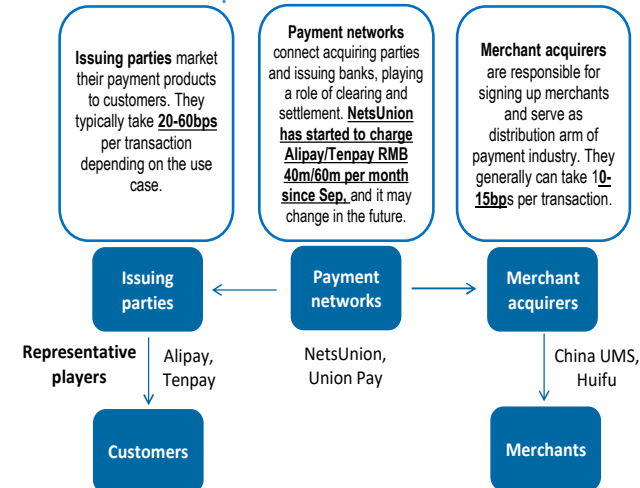 Issuing parties market
their payment products
to customers. They
typically take 20-60bps
per transaction
depending on the use
case.
Payment networks
connect acquiring parties
and issuing banks, playing
a role of clearing and
settlement. NetsUnion
has started to charge
Alipay/Tenpay RMB
40m/60m per month
since Sep, and it may
change in the future.
Merchant acquirers
are responsible for
signing up merchants
and serve as
distribution arm of
payment industry. They
generally can take 10-
15bps per transaction.
Issuing
parties
Payment
networks
Merchant
acquirers
Representative
players
Alipay,
Tenpay
NetsUnion,
Union Pay
China UMS,
Huifu
Customers
Merchants